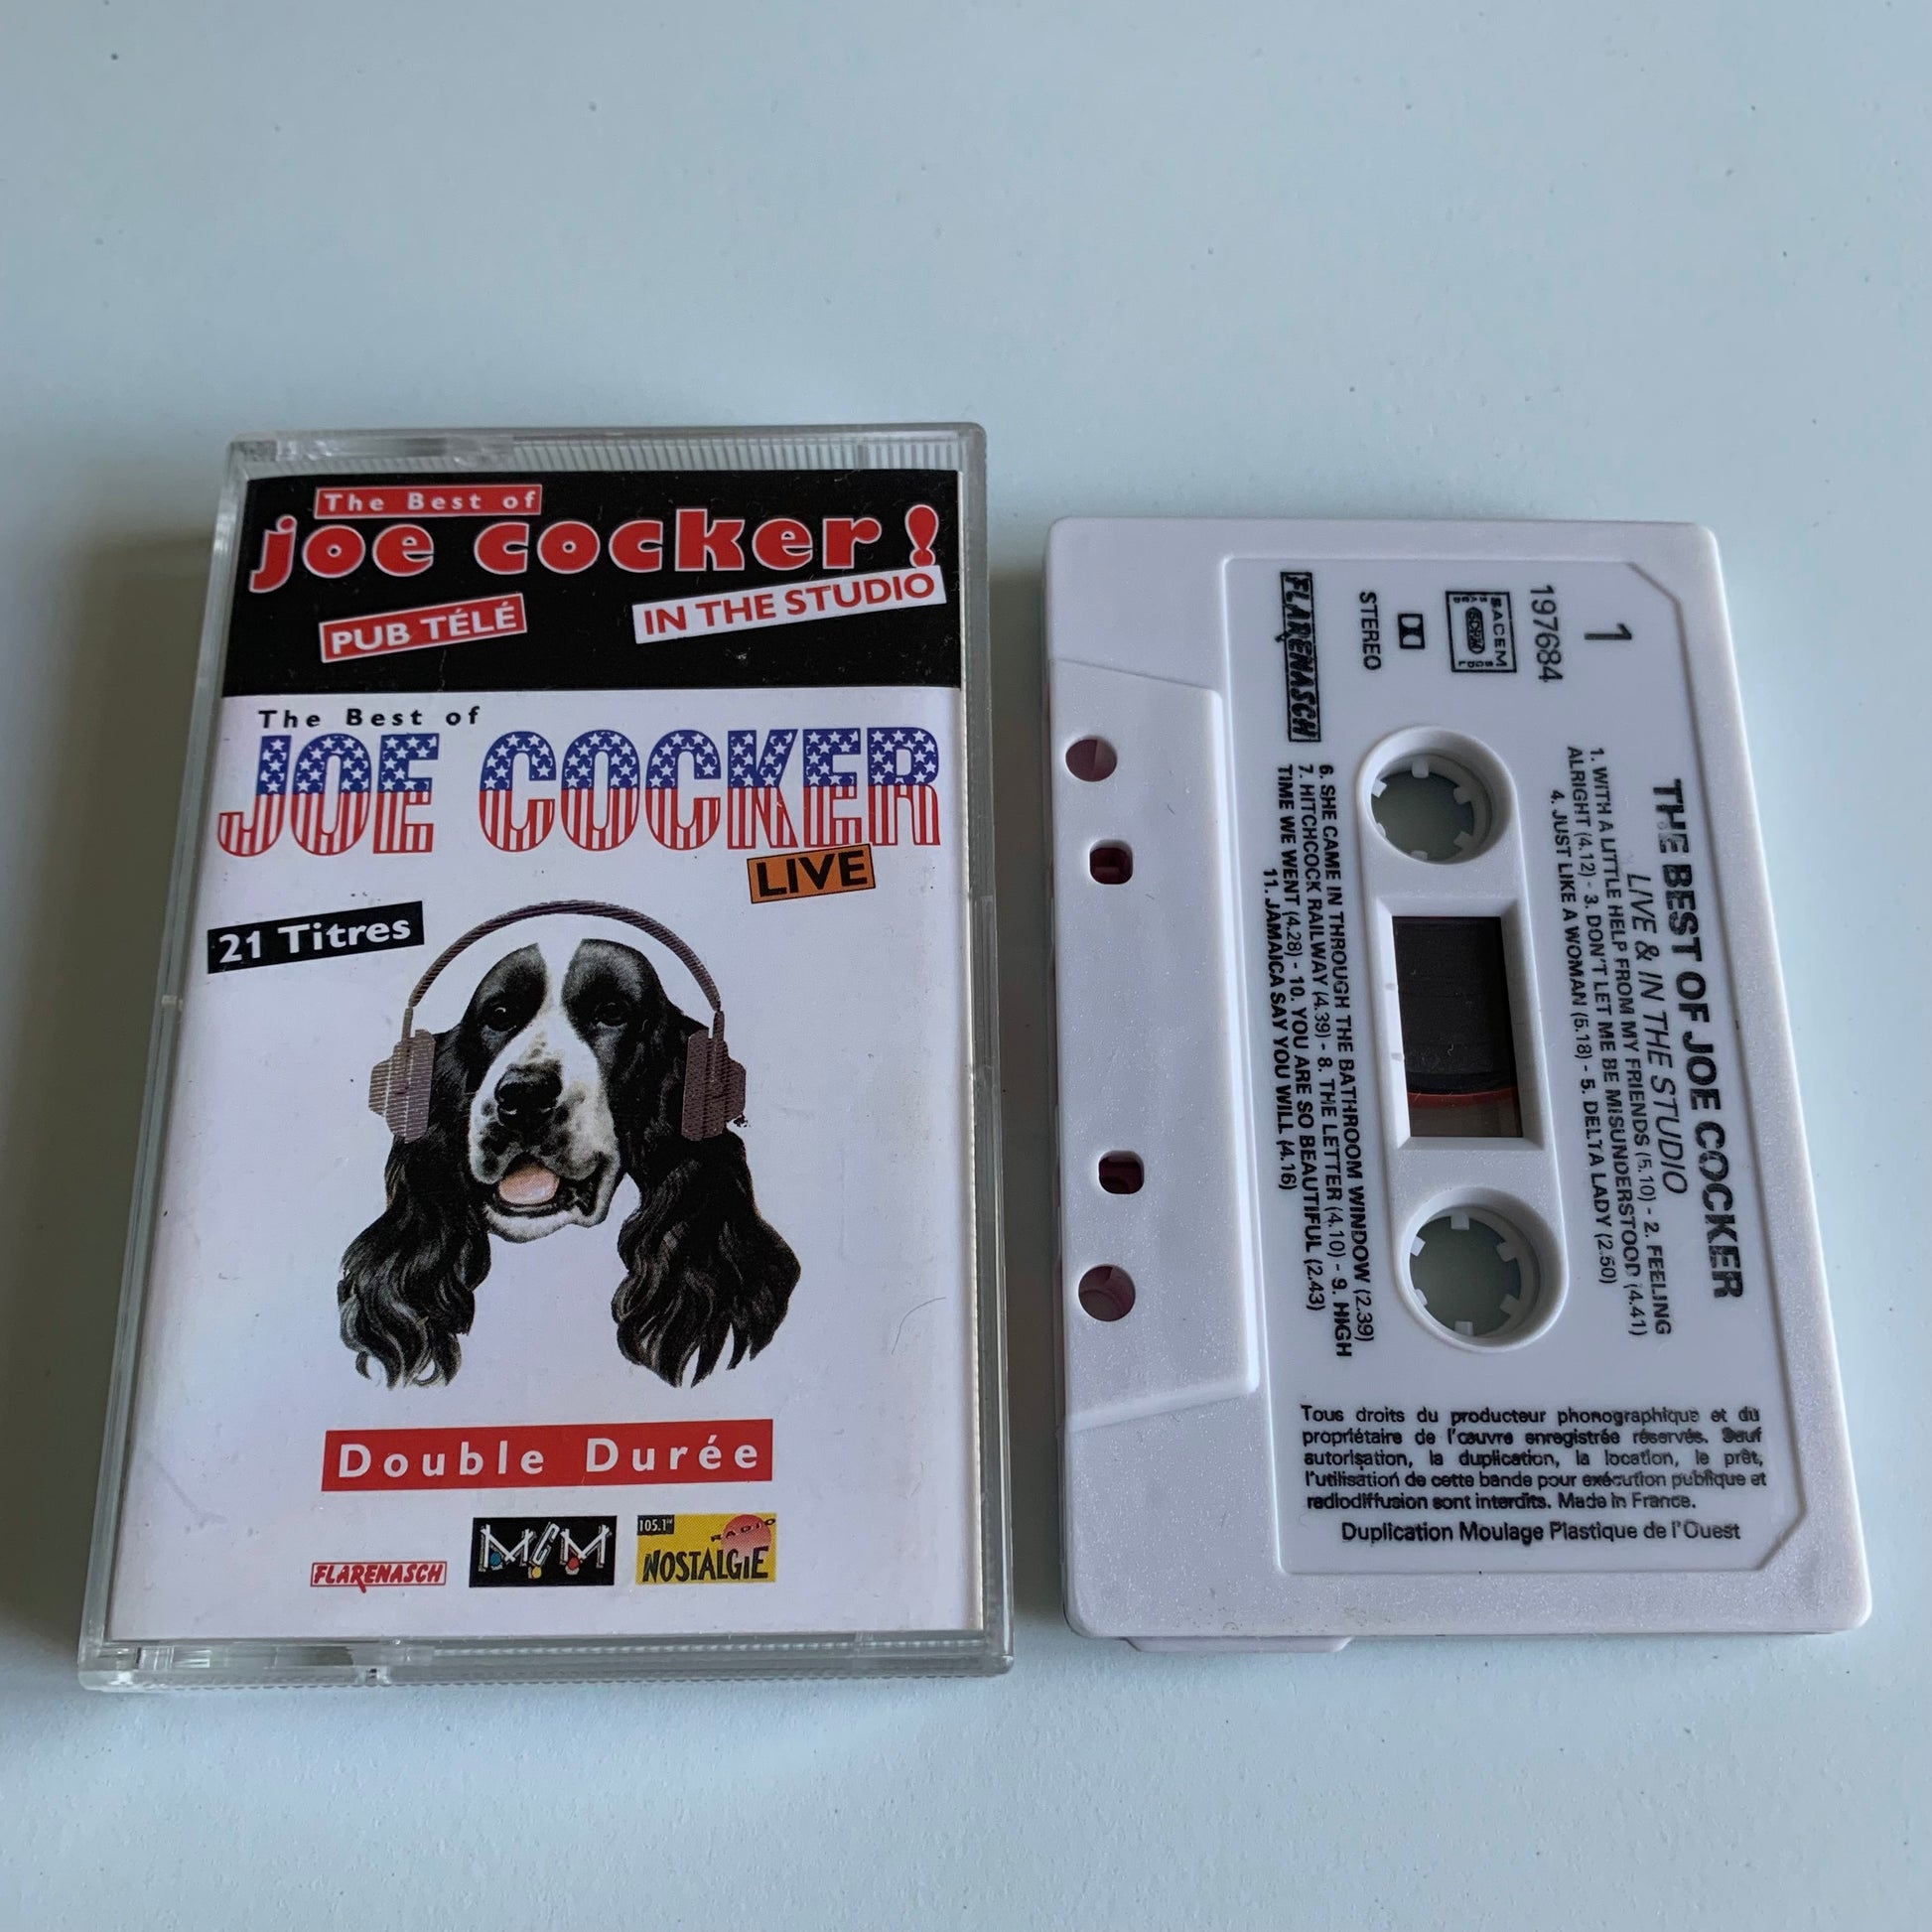 The Best of
joe cocker!
PUB TÉLÉ
IN THE STUDIO
The Best of
JOE COCKER
LIVE
21 Titres
Double Durée
FLARENASCH
MCM
105.1
RADIO
NOSTALGIE
THE BEST OF JOE COCKER
LIVE & IN THE STUDIO
1. WITH A LITTLE HELP FROM MY FRIENDS (5.10) - 2. FEELING
ALRIGHT (4.12) - 3. DON'T LET ME BE MISUNDERSTOOD (4.41)
4. JUST LIKE A WOMAN (5.18) - 5. DELTA LADY (2.50)
1
197684
SACEM
SDRM
STEREO
FLARENASCH
6. SHE CAME IN THROUGH THE BATHROOM WINDOW (2.39)
7. HITCHCOCK RAILWAY (4.39) - 8. THE LETTER (4.10) - 9. HIGH
TIME WE WENT (4.28) - 10. YOU ARE SO BEAUTIFUL (2.43)
11. JAMAICA SAY YOU WILL (4.16)
Tous droits du producteur phonographique et du
propriétaire de l'œuvre enregistrée réservés. Sauf
autorisation, la duplication, la location, le prêt,
l'utilisation de cette bande pour exécution publique et
radiodiffusion sont interdits. Made in France.
Duplication Moulage Plastique de l'Ouest